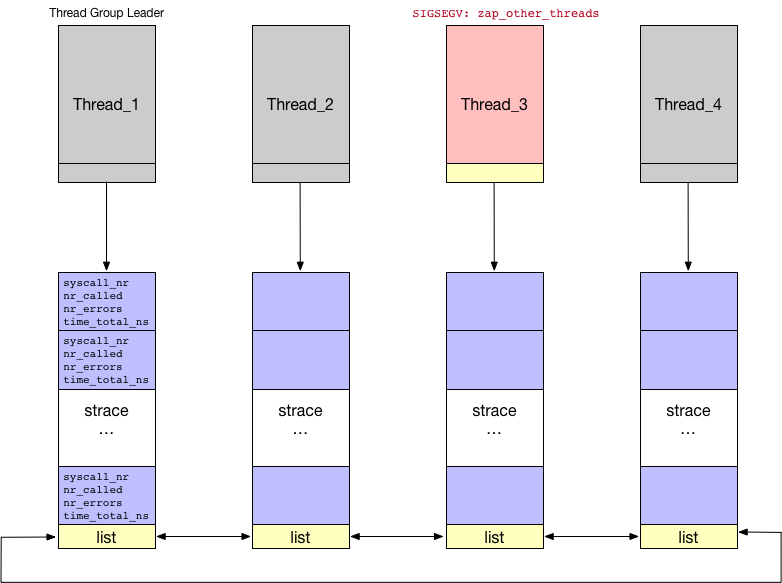 Thread Group Leader
SIGSEGV: zap_other_threads
Thread_1
Thread_2
Thread_3
Thread_4
syscall_nr
nr_called
nr_errors
time_total_ns
syscall_nr
nr_called
nr_errors
time_total_ns
strace
...
strace
...
strace
...
strace
...
syscall_nr
nr_called
nr_errors
time_total_ns
list
list
list
list